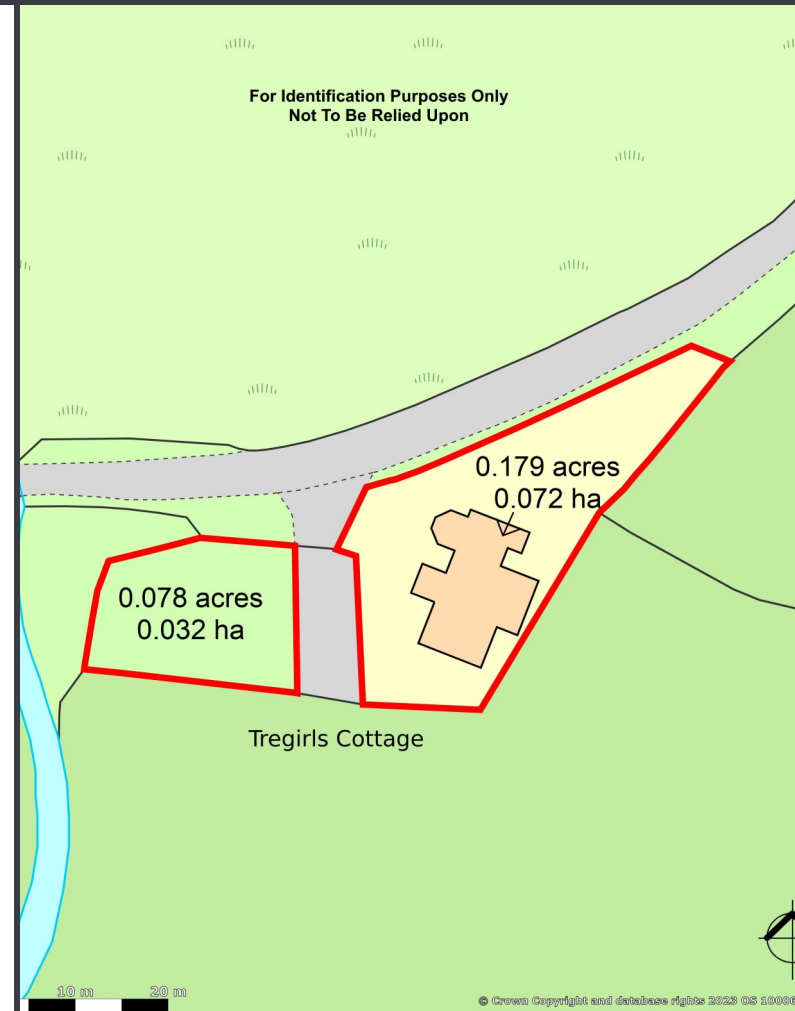 For Identification Purposes Only
Not To Be Relied Upon
0.179 acres
0.072 ha
0.078 acres
0.032 ha
Tregirls Cottage
10 m
20 m
© Crown Copyright and database rights 2023 OS 10006